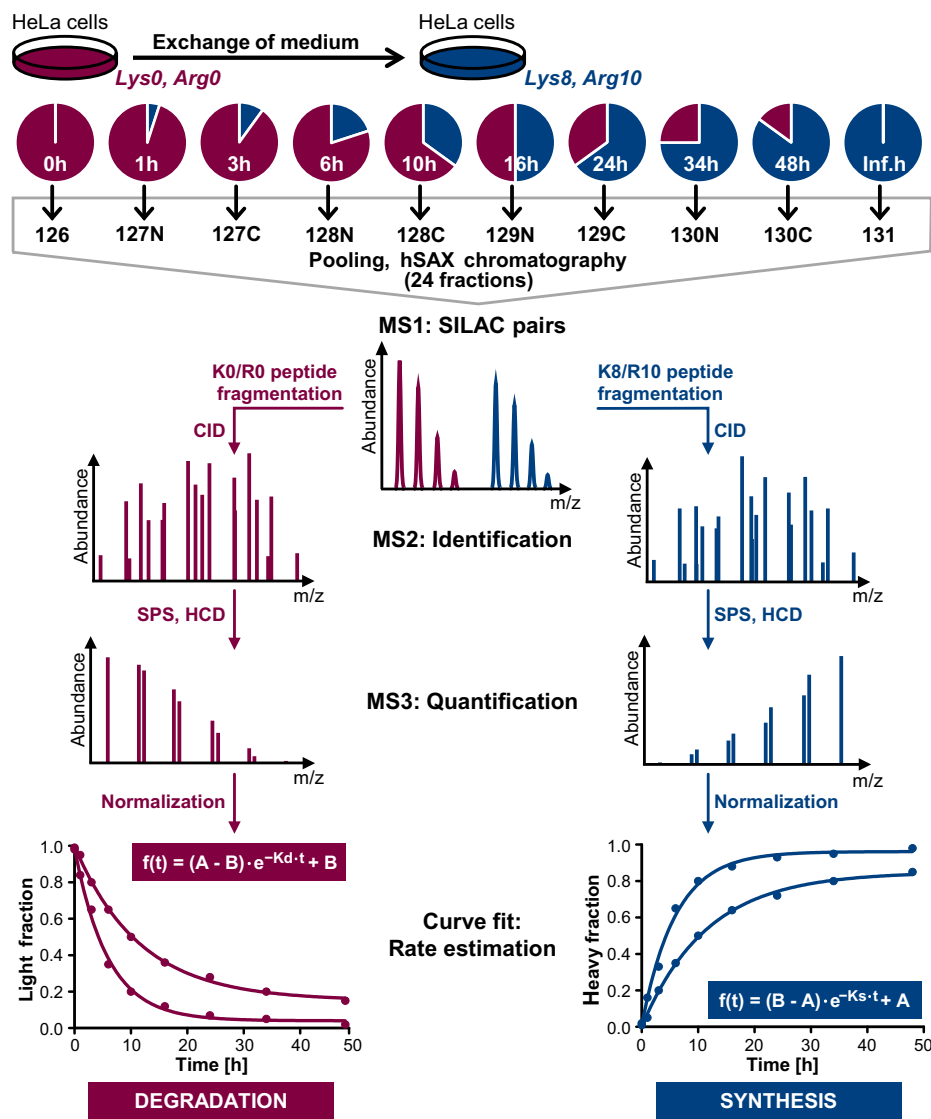 HeLa cells
HeLa cells
Exchange of medium
Lys0, Arg0
Lys8, Arg10
0h
1h
3h
6h
10h
16h
24h
34h
48h
Inf.h
126
127N
127C
128N
128C
129N
129C
130N
130C
131
Pooling, hSAX chromatography
(24 fractions)
MS1: SILAC pairs
K0/R0 peptide
fragmentation
K8/R10 peptide
fragmentation
Abundance
m/z
CID
CID
Abundance
m/z
MS2: Identification
Abundance
m/z
SPS, HCD
SPS, HCD
Abundance
m/z
MS3: Quantification
Abundance
m/z
Normalization
Normalization
f(t) = (A - B)·e–Kd·t + B
Light fraction
1.0
0.8
0.6
0.4
0.2
0.0
0
10
20
30
40
50
Time [h]
Curve fit:
Rate estimation
Heavy fraction
1.0
0.8
0.6
0.4
0.2
0.0
f(t) = (B - A)·e–Ks·t + A
0
10
20
30
40
50
Time [h]
DEGRADATION
SYNTHESIS